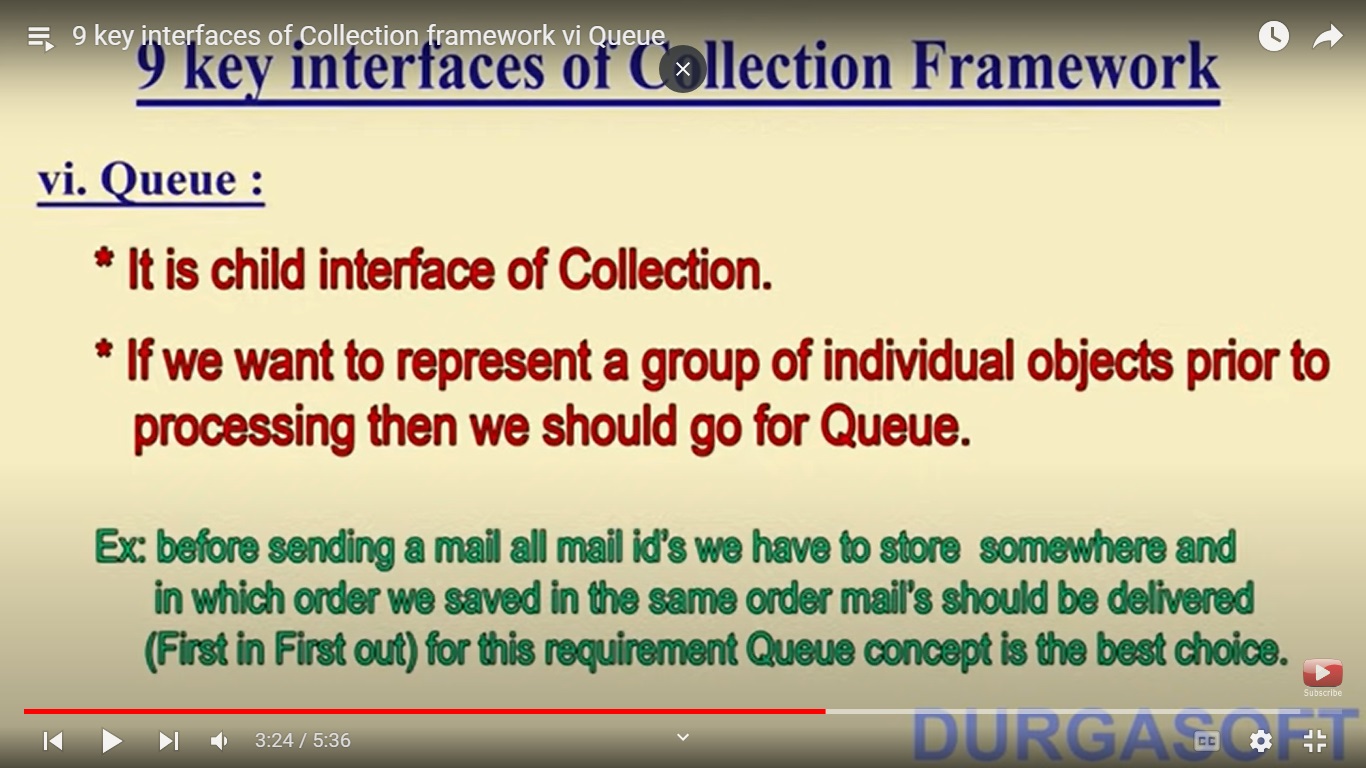 9 key interfaces of Collection framework vi Queue
9 key interfaces of Collection Framework
vi. Queue :
* It is child interface of Collection.
* If we want to represent a group of individual objects prior to
processing then we should go for Queue.
Ex: before sending a mail all mail id's we have to store somewhere and
in which order we saved in the same order mail's should be delivered
(First in First out) for this requirement Queue concept is the best choice.
Subscribe
3:24 / 5:36
DURGASOFT
CC